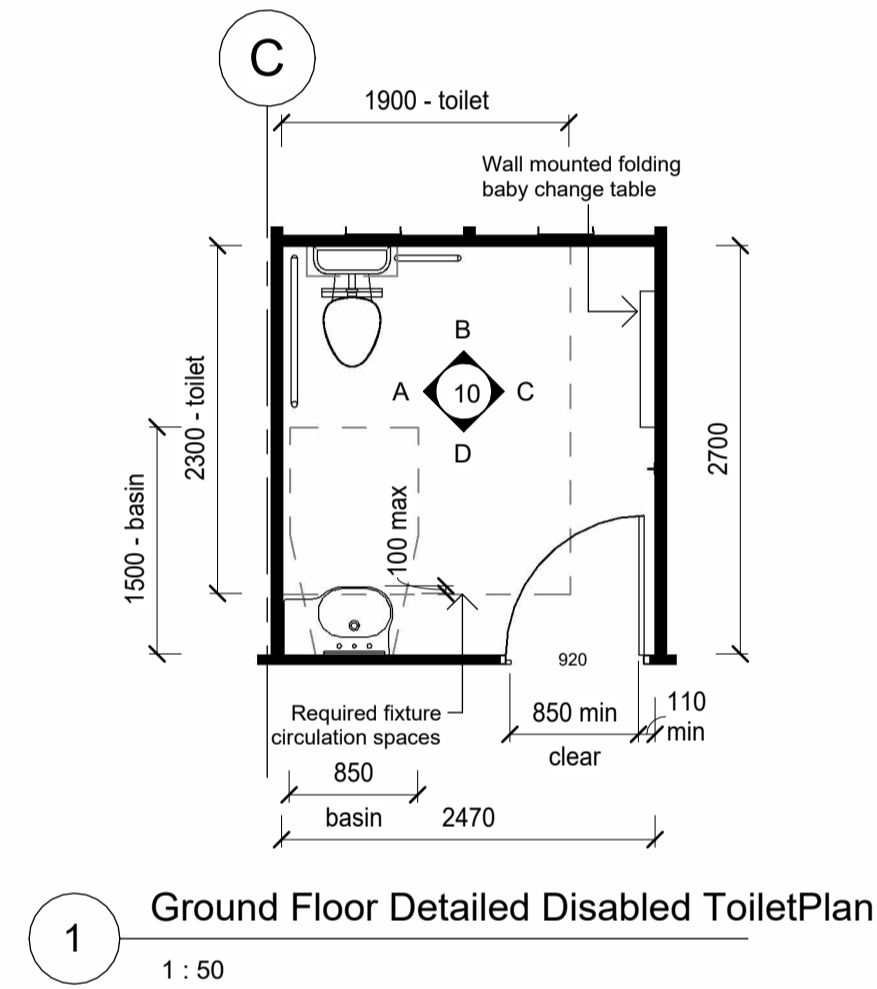 C
1900 - toilet
Wall mounted folding
baby change table
B
A
10
C
D
2300 - toilet
2700
1500 - basin
100 max
920
Required fixture
circulation spaces
850 min
clear
110
min
850
basin
2470
1
Ground Floor Detailed Disabled ToiletPlan
1 : 50